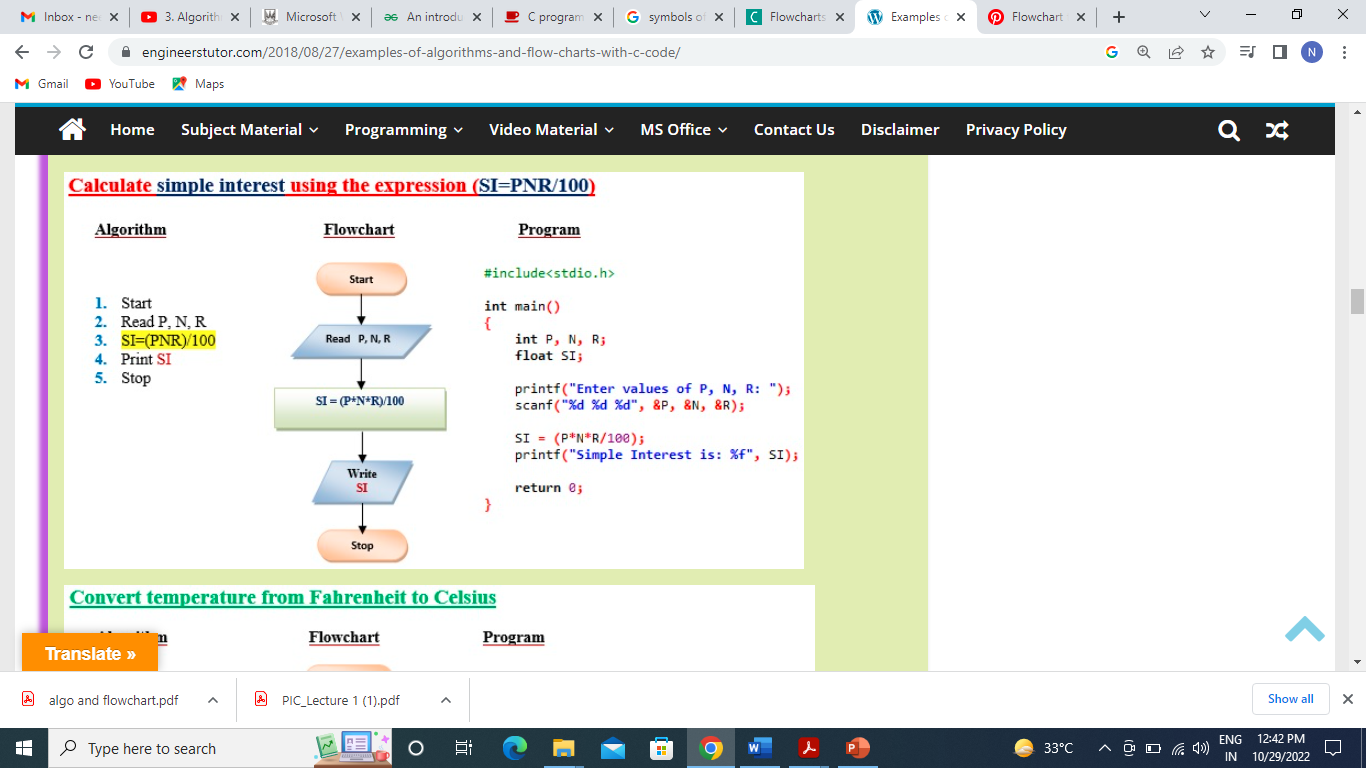 Inbox - ne
3. Algorith
Microsoft
An introdu
C program
symbols of
Flowcharts
Examples o
Flowchart
engineerstutor.com/2018/08/27/examples-of-algorithms-and-flow-charts-with-c-code/
N
Gmail YouTube Maps
Home Subject Material Programming Video Material MS Office Contact Us Disclaimer Privacy Policy
Calculate simple interest using the expression (SI=PNR/100)
Algorithm
1. Start
2. Read P, N, R
3. SI=(PNR)/100
4. Print SI
5. Stop
Flowchart
Start
Read P, N, R
SI = (P*N*R)/100
Write
SI
Stop
Program
#include<stdio.h>
int main()
{
int P, N, R;
float SI;
printf("Enter values of P, N, R: ");
scanf("%d %d %d", &P, &N, &R);
SI = (P*N*R/100);
printf("Simple Interest is: %f", SI);
return 0;
}
Convert temperature from Fahrenheit to Celsius
Flowchart Program
Translate »
algo and flowchart.pdf PIC_Lecture 1 (1).pdf Show all
Type here to search
33°C
ENG
IN
12:42 PM
10/29/2022